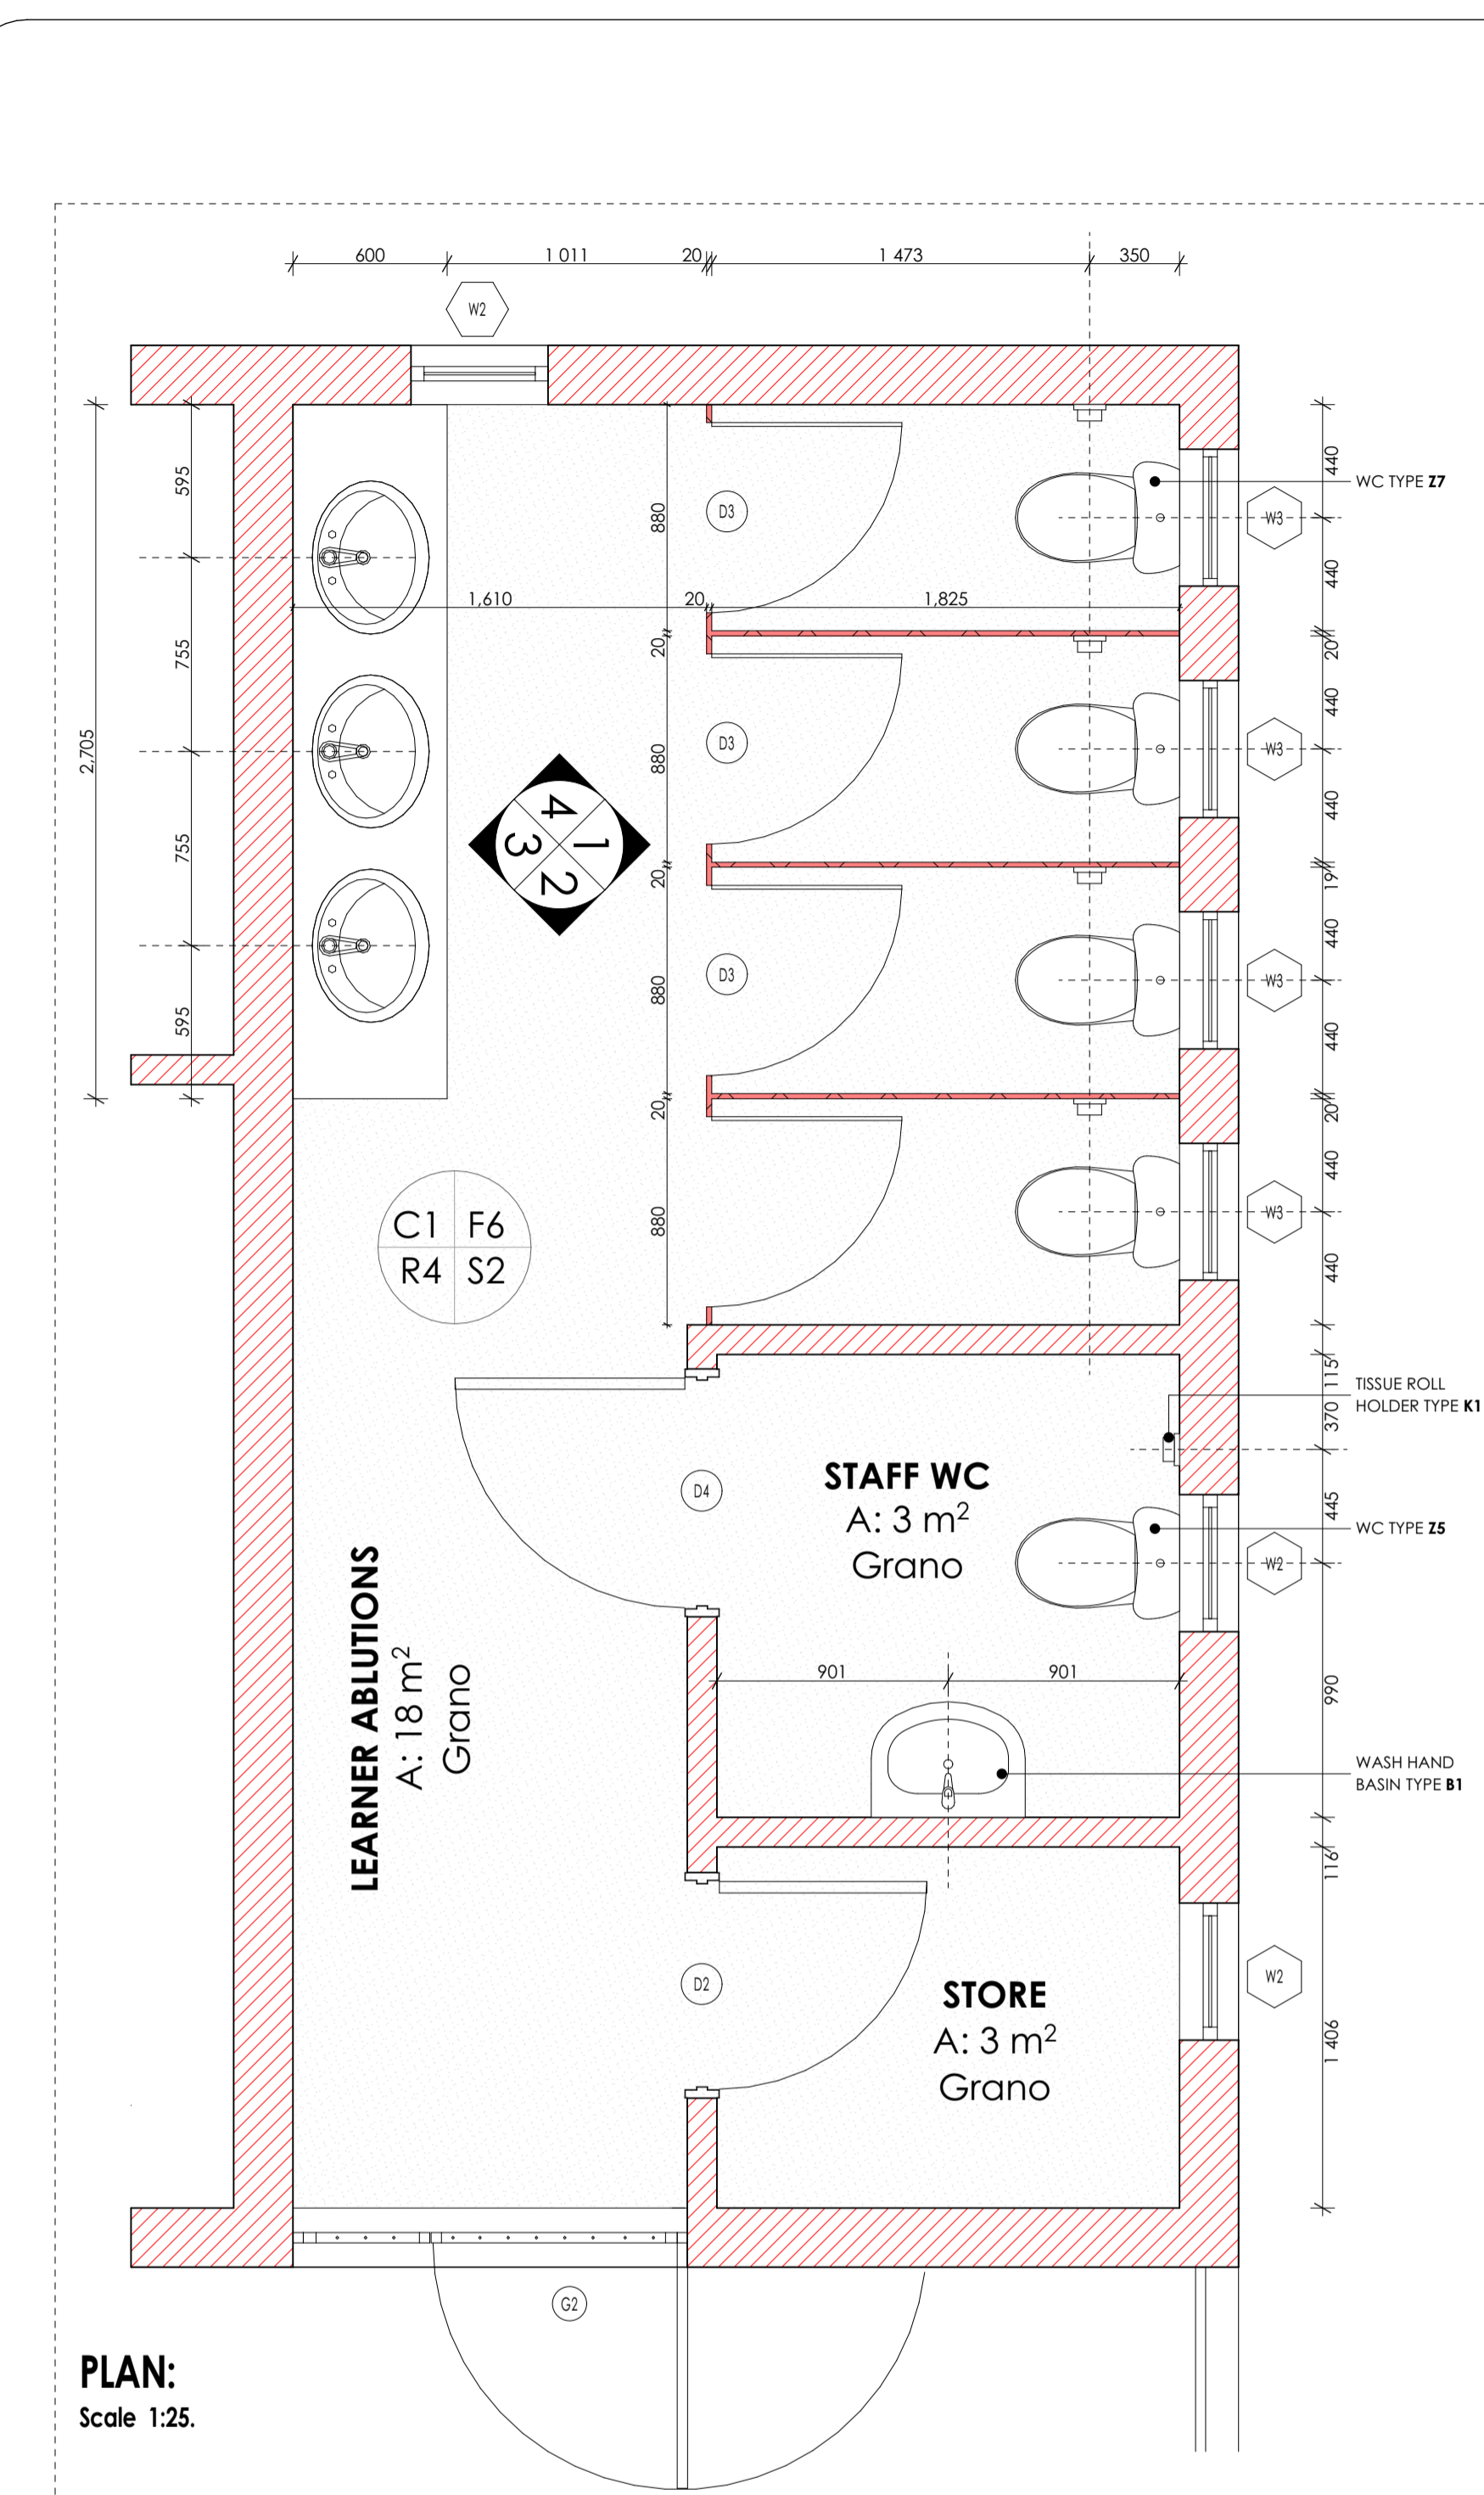 600
1 011
20
1 473
350
W2
595
755
2,705
755
595
880
D3
1,610
20
1,825
20
880
D3
20
880
D3
20
880
4
1
3
2
C1
F6
R4
S2
440
WC TYPE Z7
W3
440
20
440
W3
440
19
440
W3
440
20
440
W3
440
115
TISSUE ROLL
HOLDER TYPE K1
370
D4
STAFF WC
A: 3 m²
Grano
445
WC TYPE Z5
W2
LEARNER ABLUTIONS
A: 18 m²
Grano
901
901
990
WASH HAND
BASIN TYPE B1
116
D2
STORE
A: 3 m²
Grano
W2
1 406
G2
PLAN:
Scale 1:25.